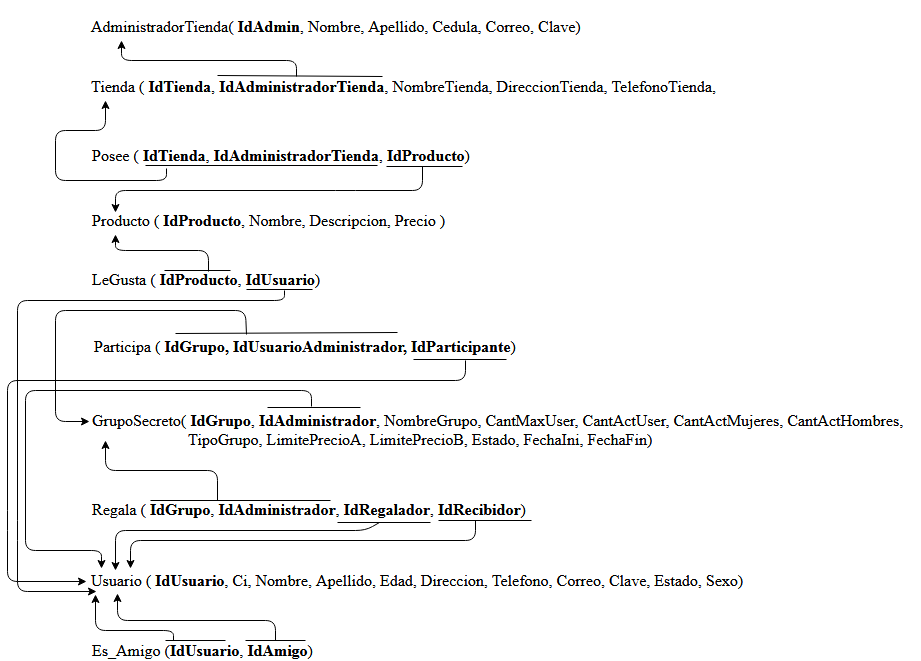 AdministradorTienda( IdAdmin, Nombre, Apellido, Cedula, Correo, Clave)
Tienda ( IdTienda, IdAdministradorTienda, NombreTienda, DireccionTienda, TelefonoTienda,
Posee ( IdTienda, IdAdministradorTienda, IdProducto)
Producto ( IdProducto, Nombre, Descripcion, Precio )
LeGusta ( IdProducto, IdUsuario)
Participa ( IdGrupo, IdUsuarioAdministrador, IdParticipante)
GrupoSecreto( IdGrupo, IdAdministrador, NombreGrupo, CantMaxUser, CantActUser, CantActMujeres, CantActHombres,
TipoGrupo, LimitePrecioA, LimitePrecioB, Estado, FechaIni, FechaFin)
Regala ( IdGrupo, IdAdministrador, IdRegalador, IdRecibidor)
Usuario ( IdUsuario, Ci, Nombre, Apellido, Edad, Direccion, Telefono, Correo, Clave, Estado, Sexo)
Es_Amigo (IdUsuario, IdAmigo)